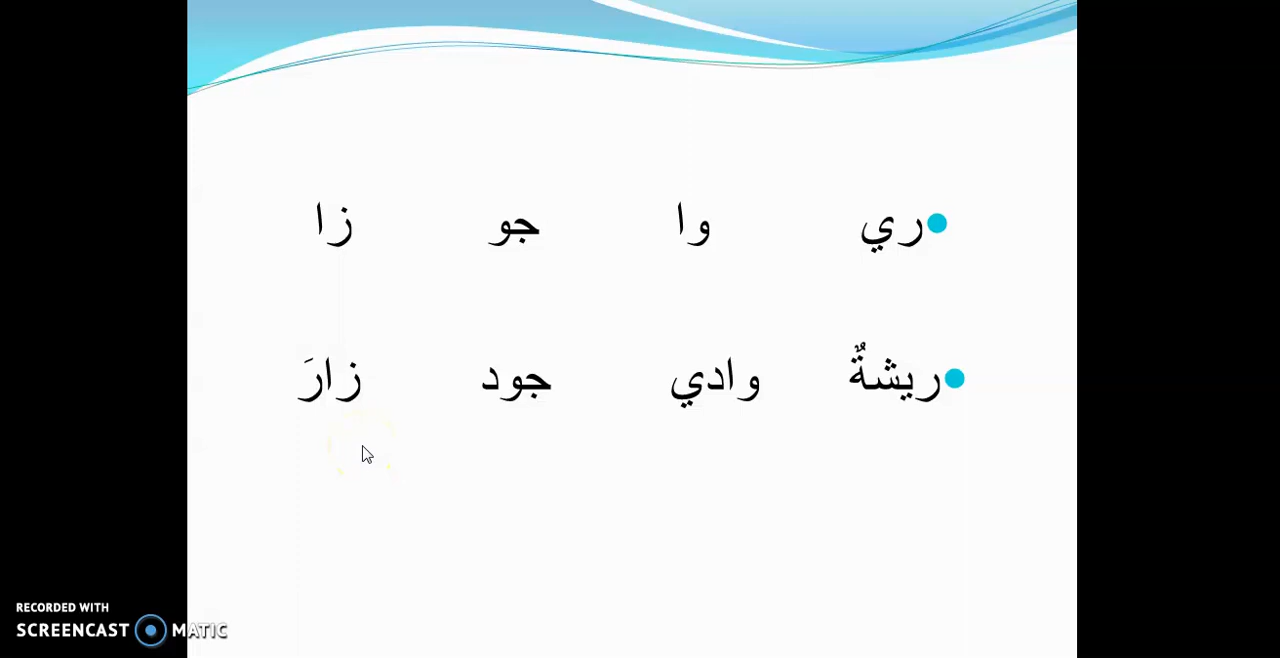 ري وا جو زا
ريشةٌ وادي جود زارَ
RECORDED WITH
SCREENCAST MATIC